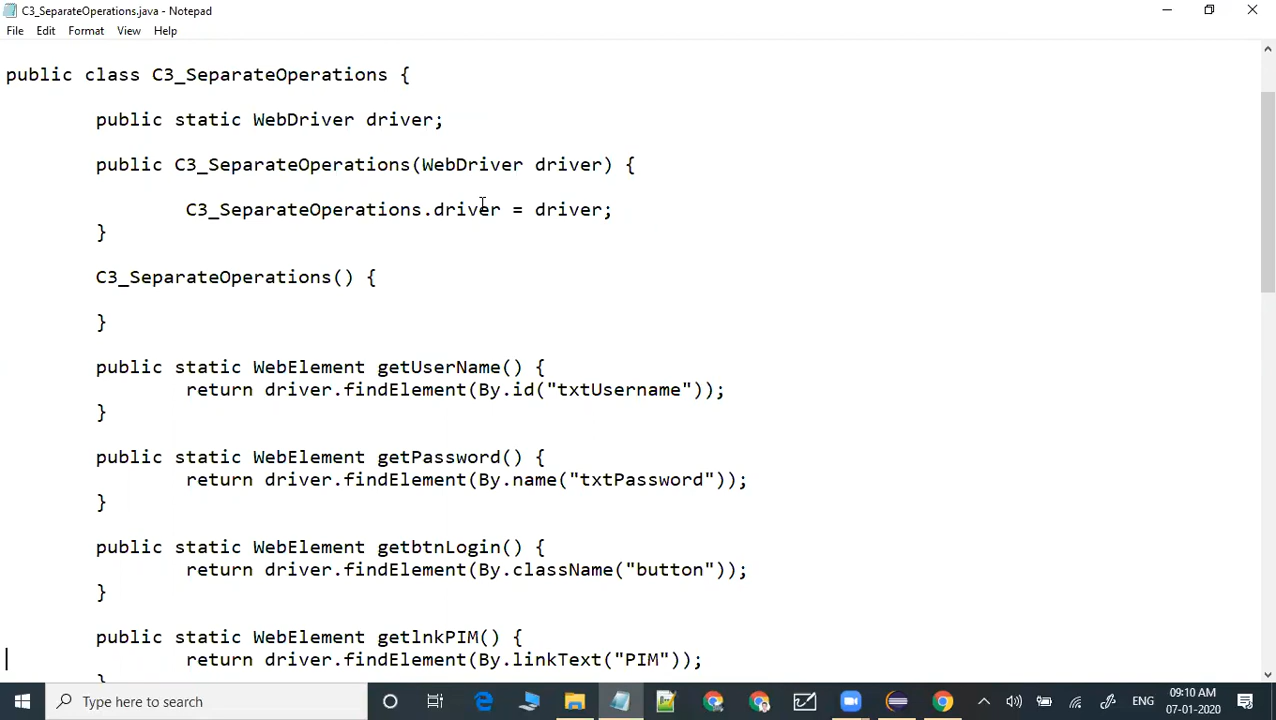 C3_SeparateOperations.java - Notepad
File Edit Format View Help
public class C3_SeparateOperations {
public static WebDriver driver;
public C3_SeparateOperations(WebDriver driver) {
C3_SeparateOperations.driver = driver;
}
C3_SeparateOperations() {
}
public static WebElement getUserName() {
return driver.findElement(By.id("txtUsername"));
}
public static WebElement getPassword() {
return driver.findElement(By.name("txtPassword"));
}
public static WebElement getbtnLogin() {
return driver.findElement(By.className("button"));
}
public static WebElement getlnkPIM() {
return driver.findElement(By.linkText("PIM"));
}
Type here to search
ENG
09:10 AM
07-01-2020